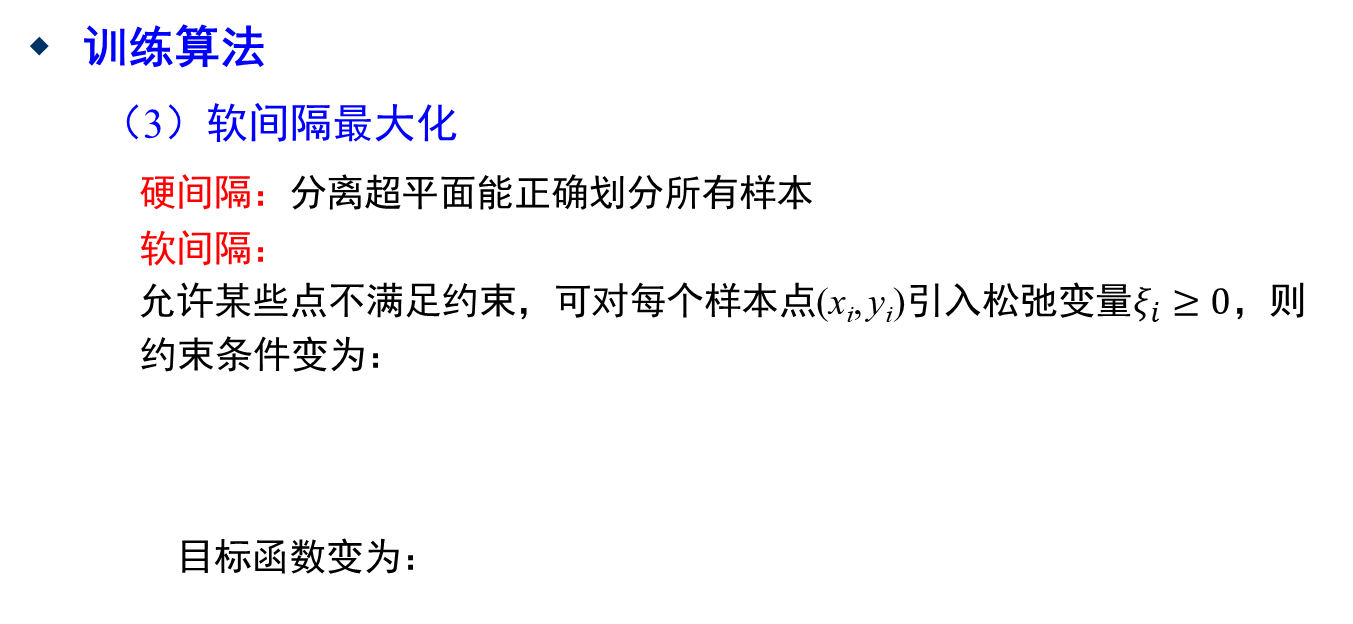 ◆ 训练算法
（3）软间隔最大化
硬间隔：分离超平面能正确划分所有样本
软间隔：
允许某些点不满足约束，可对每个样本点(xᵢ, yᵢ)引入松弛变量ξᵢ ≥ 0，则
约束条件变为：
目标函数变为：